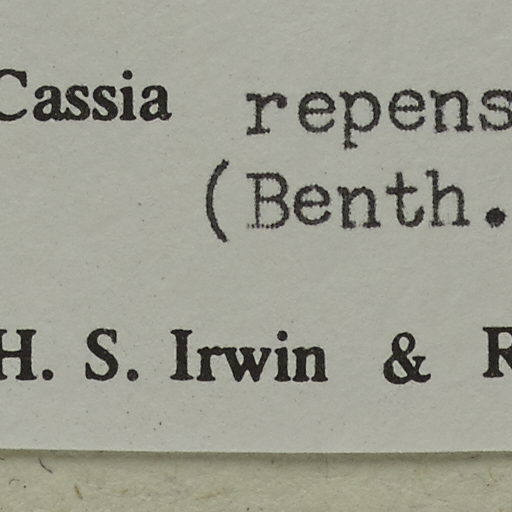 Cassia repens
(Benth.
H. S. Irwin & R